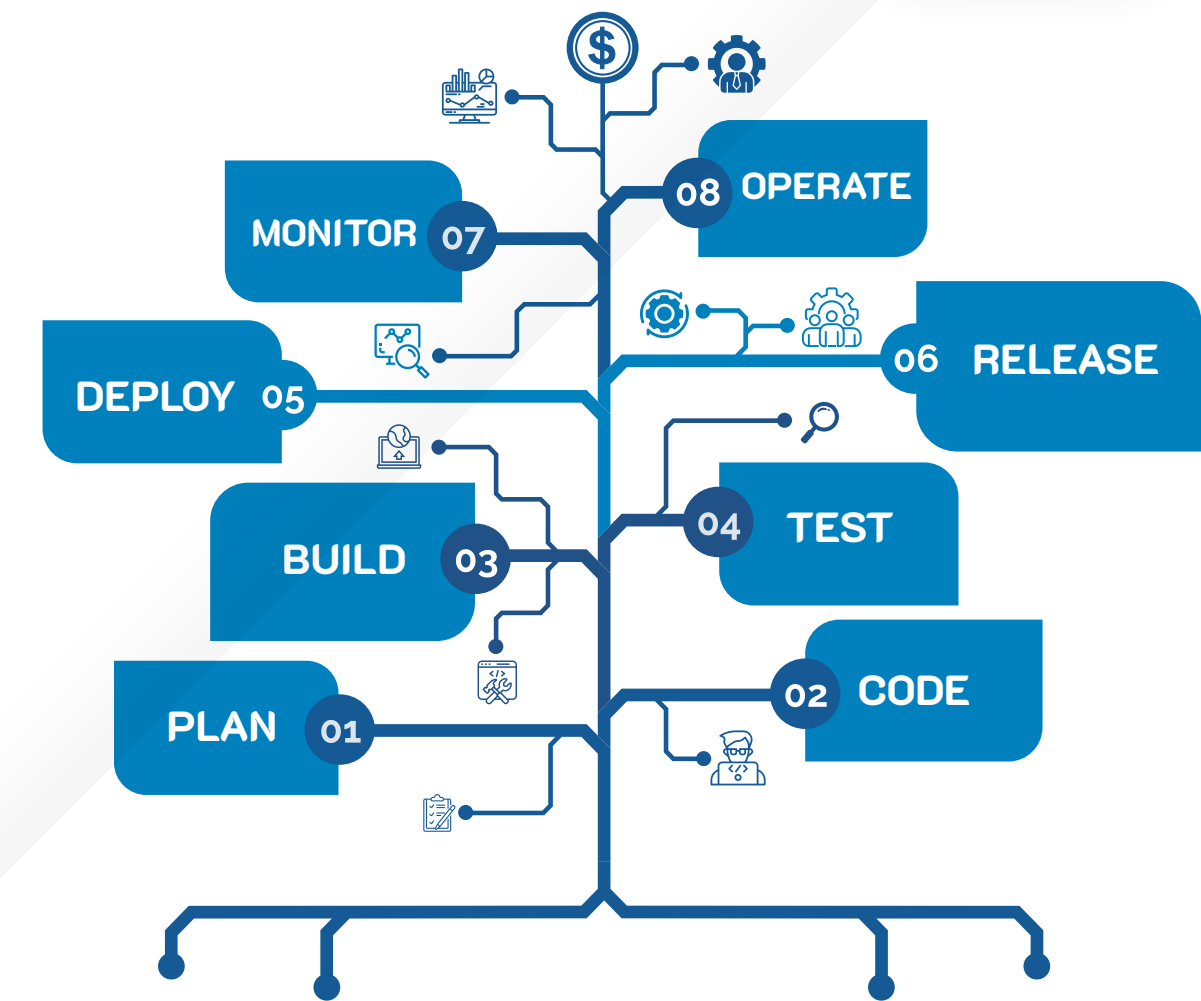 $
08 OPERATE
MONITOR 07
06 RELEASE
DEPLOY 05
04 TEST
BUILD 03
02 CODE
PLAN 01